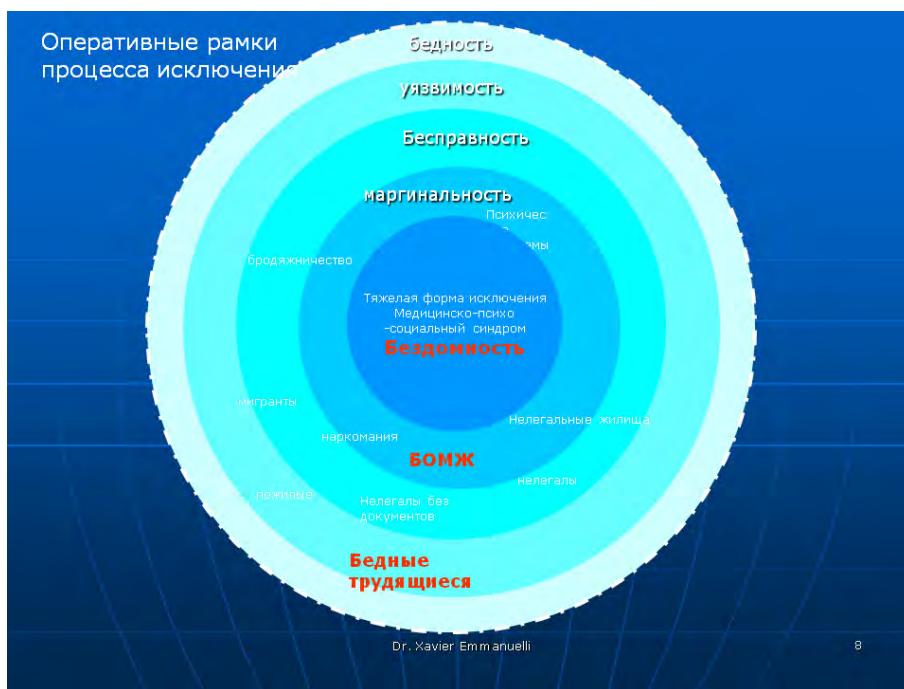 Оперативные рамки
процесса исключения
бедность
уязвимость
Бесправность
маргинальность
Психичес
емы
бродяжничество
Тяжелая форма исключения
Медицинско-психо
-социальный синдром
Бездомность
мигранты
Нелегальные жилища
наркомания
БОМЖ
нелегалы
пожилые
Нелегалы без
документов
Бедные
трудящиеся
Dr. Xavier Emmanuelli
8